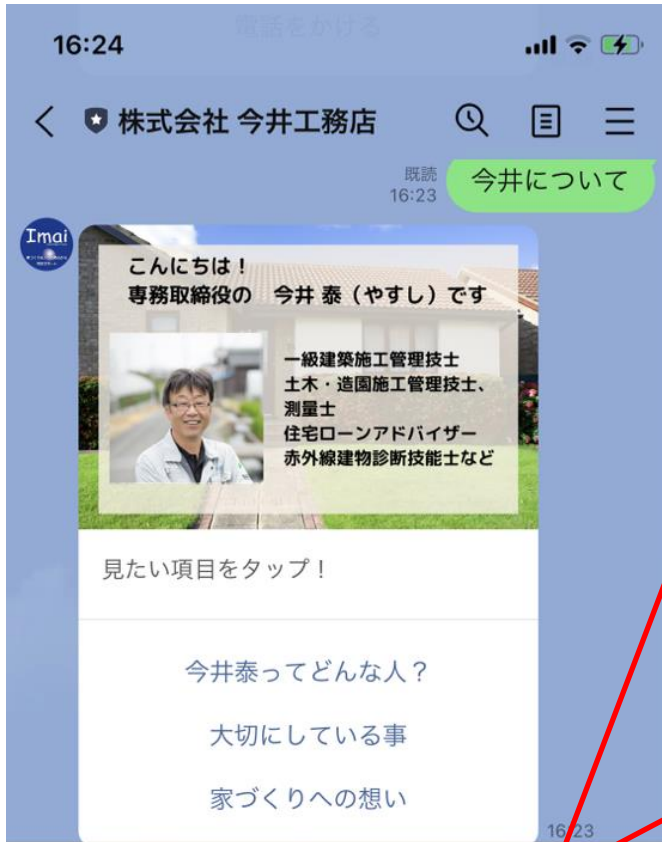 電話をかける
16:24
株式会社 今井工務店
既読
16:23
今井について
Imai
こんにちは！
専務取締役の　今井 泰（やすし）です
一級建築施工管理技士
土木・造園施工管理技士、
測量士
住宅ローンアドバイザー
赤外線建物診断技能士など
見たい項目をタップ！
今井泰ってどんな人？
大切にしている事
家づくりへの想い
16:23